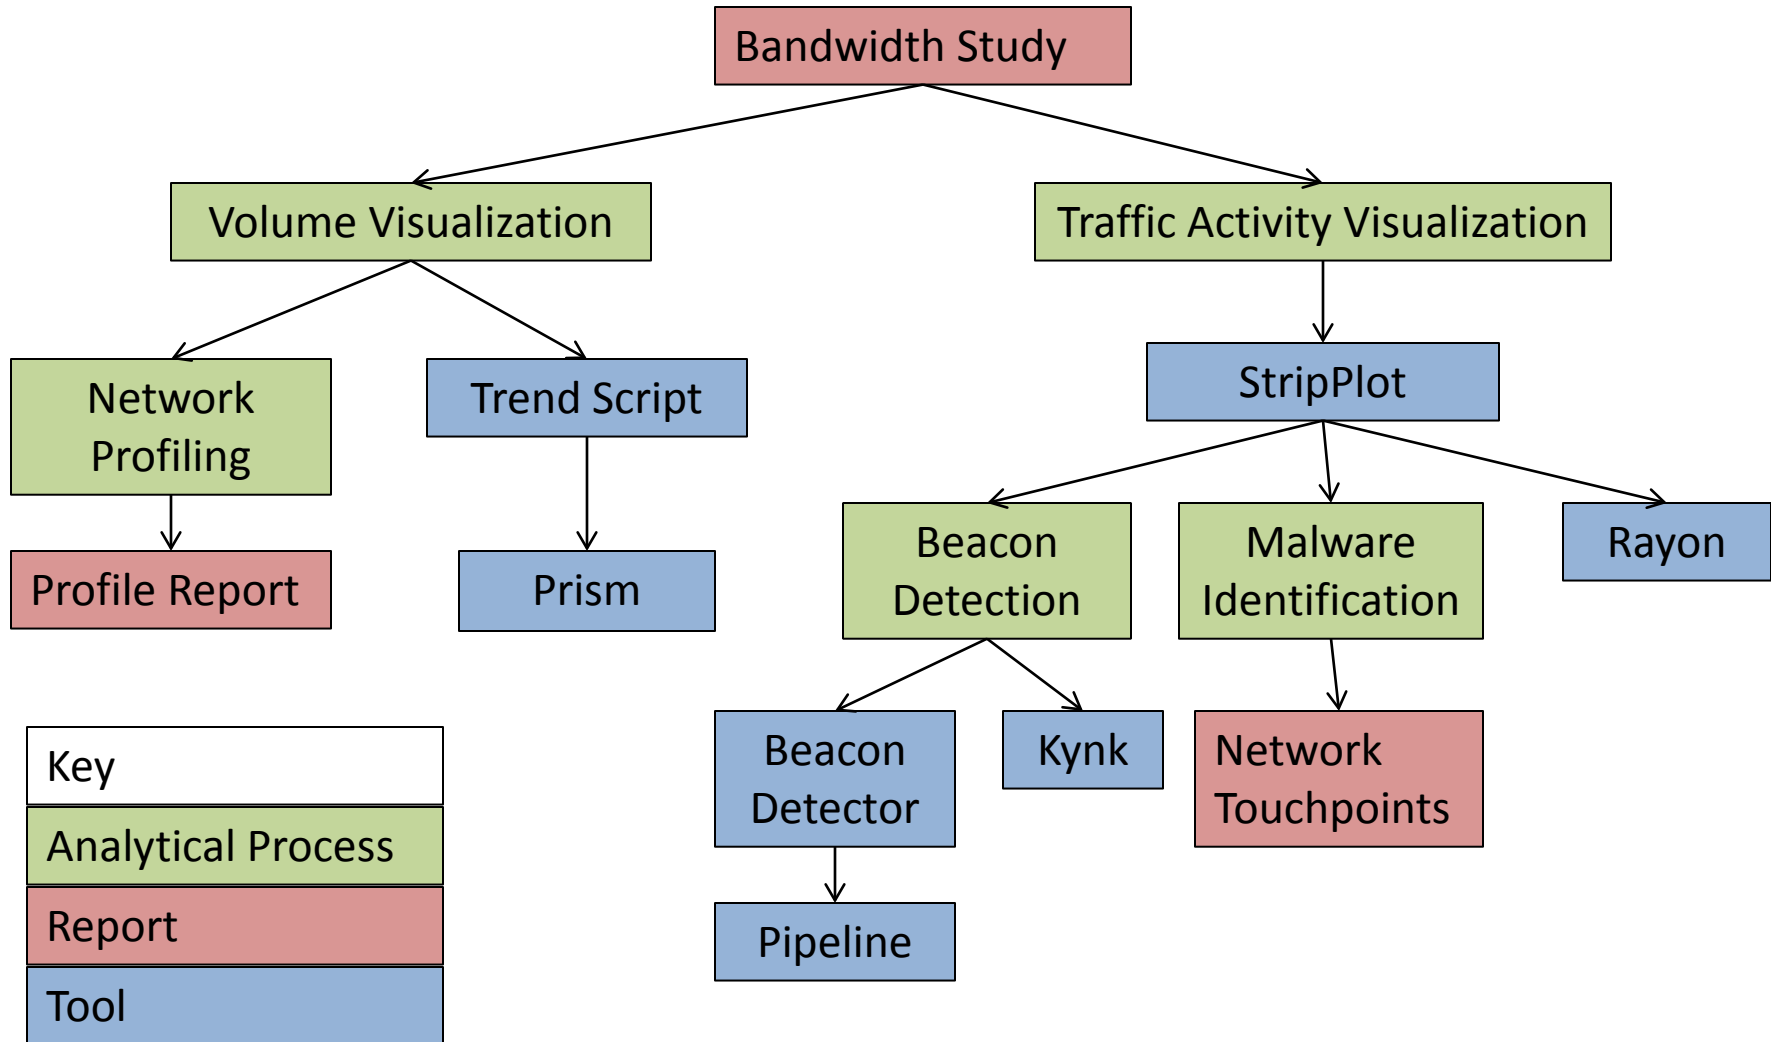 Bandwidth Study
Volume Visualization
Traffic Activity Visualization
Network
Profiling
Trend Script
StripPlot
Profile Report
Prism
Beacon
Detection
Malware
Identification
Rayon
Beacon
Detector
Kynk
Network
Touchpoints
Pipeline
Key
Analytical Process
Report
Tool